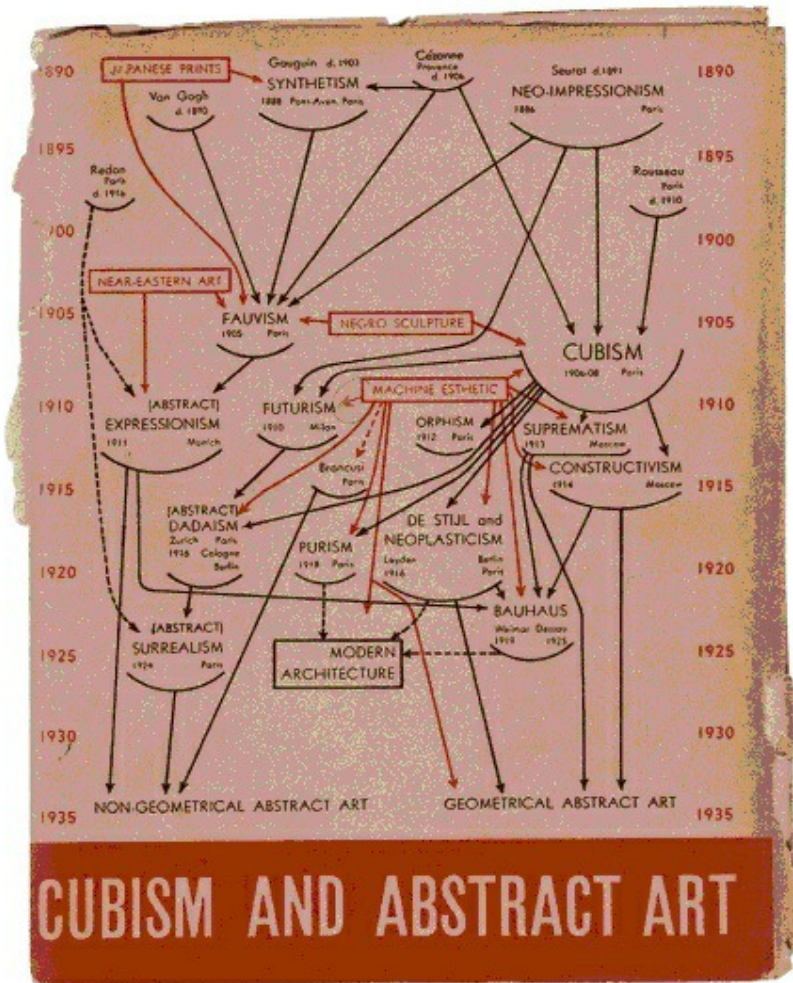 1890
JAPANESE PRINTS
Gauguin d. 1903
SYNTHETISM
1888 Pont-Aven, Paris
Cézanne
Provence
d. 1906
Seurat d. 1891
NEO-IMPRESSIONISM
1886 Paris
1890
Van Gogh
d. 1890
1895
1895
Redon
Paris
d. 1916
Rousseau
Paris
d. 1910
1900
1900
NEAR-EASTERN ART
1905
FAUVISM
1905 Paris
NEGRO SCULPTURE
1905
CUBISM
1906-08 Paris
MACHINE ESTHETIC
1910
(ABSTRACT)
EXPRESSIONISM
1911 Munich
FUTURISM
1910 Milan
ORPHISM
1912 Paris
SUPREMATISM
1913 Moscow
1910
CONSTRUCTIVISM
1914 Moscow
Brancusi
Paris
1915
1915
(ABSTRACT)
DADAISM
Zurich Paris
1916 Cologne
Berlin
PURISM
1918 Paris
DE STIJL and
NEOPLASTICISM
Leyden Berlin
1916 Paris
1920
1920
BAUHAUS
Weimar Dessau
1919 1925
(ABSTRACT)
SURREALISM
1924 Paris
MODERN
ARCHITECTURE
1925
1925
1930
1930
NON-GEOMETRICAL ABSTRACT ART
GEOMETRICAL ABSTRACT ART
1935
1935
CUBISM AND ABSTRACT ART